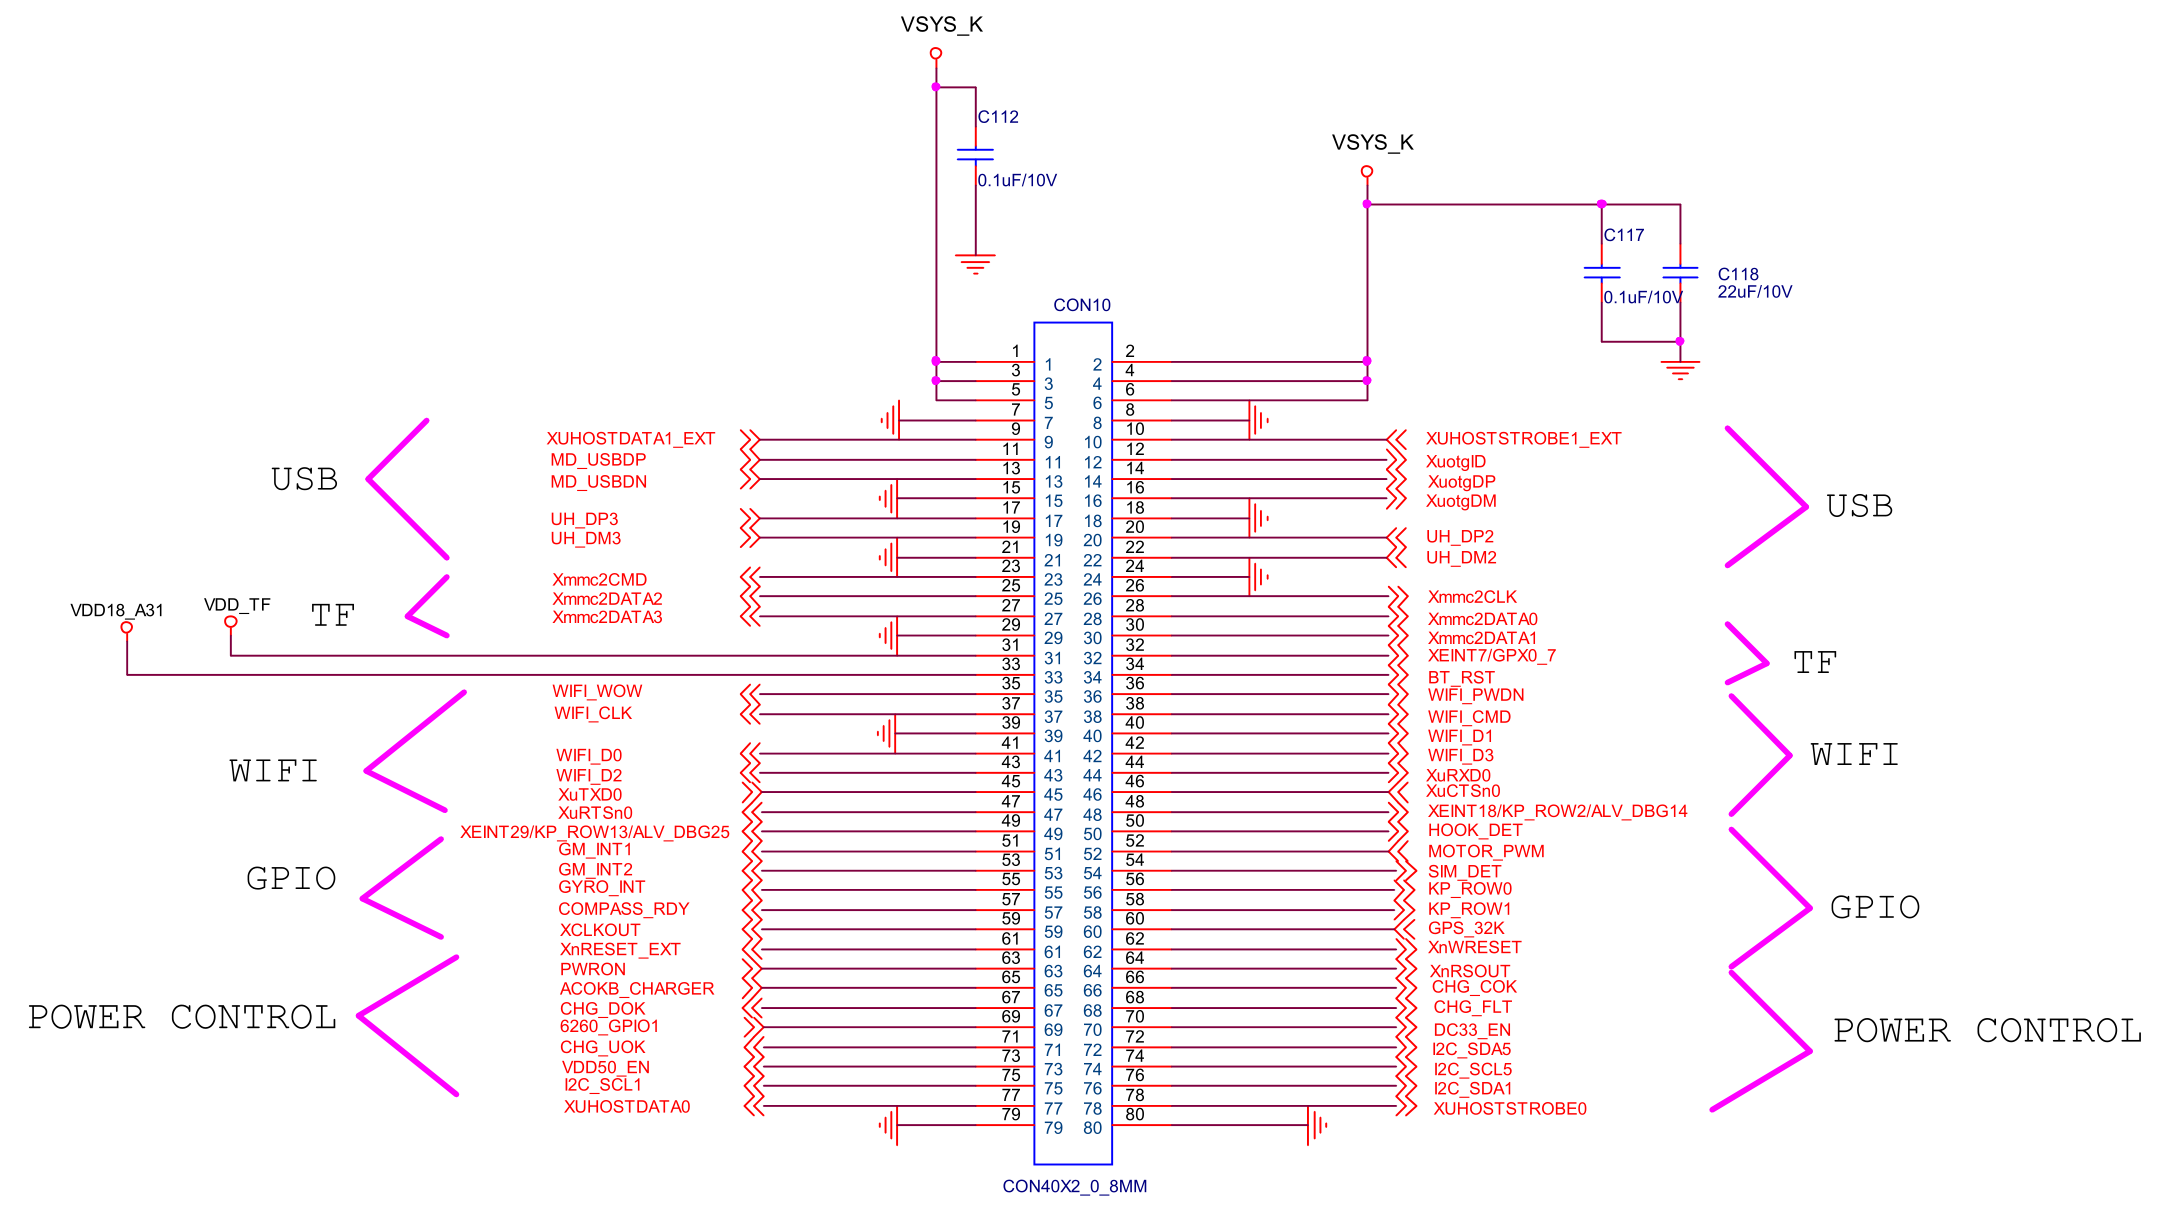 VSYS_K
C112
0.1uF/10V
VSYS_K
C117
0.1uF/10V
C118
22uF/10V
CON10
1 1 2 2
3 3 4 4
5 5 6 6
7 7 8 8
XUHOSTDATA1_EXT 9 9 10 10 XUHOSTSTROBE1_EXT
MD_USBDP 11 11 12 12 XuotgID
MD_USBDN 13 13 14 14 XuotgDP
USB 15 15 16 16 XuotgDM USB
UH_DP3 17 17 18 18
UH_DM3 19 19 20 20 UH_DP2
21 21 22 22 UH_DM2
Xmmc2CMD 23 23 24 24
Xmmc2DATA2 25 25 26 26 Xmmc2CLK
VDD18_A31 VDD_TF TF Xmmc2DATA3 27 27 28 28 Xmmc2DATA0
29 29 30 30 Xmmc2DATA1
31 31 32 32 XEINT7/GPX0_7 TF
33 33 34 34 BT_RST
WIFI_WOW 35 35 36 36 WIFI_PWDN
WIFI_CLK 37 37 38 38 WIFI_CMD
39 39 40 40 WIFI_D1
WIFI_D0 41 41 42 42 WIFI_D3 WIFI
WIFI WIFI_D2 43 43 44 44 XuRXD0
XuTXD0 45 45 46 46 XuCTSn0
XuRTSn0 47 47 48 48 XEINT18/KP_ROW2/ALV_DBG14
XEINT29/KP_ROW13/ALV_DBG25 49 49 50 50 HOOK_DET
GM_INT1 51 51 52 52 MOTOR_PWM
GPIO GM_INT2 53 53 54 54 SIM_DET
GYRO_INT 55 55 56 56 KP_ROW0
COMPASS_RDY 57 57 58 58 KP_ROW1 GPIO
XCLKOUT 59 59 60 60 GPS_32K
XnRESET_EXT 61 61 62 62 XnWRESET
PWRON 63 63 64 64 XnRSOUT
ACOKB_CHARGER 65 65 66 66 CHG_COK
POWER CONTROL CHG_DOK 67 67 68 68 CHG_FLT
6260_GPIO1 69 69 70 70 DC33_EN POWER CONTROL
CHG_UOK 71 71 72 72 I2C_SDA5
VDD50_EN 73 73 74 74 I2C_SCL5
I2C_SCL1 75 75 76 76 I2C_SDA1
XUHOSTDATA0 77 77 78 78 XUHOSTSTROBE0
79 79 80 80
CON40X2_0_8MM